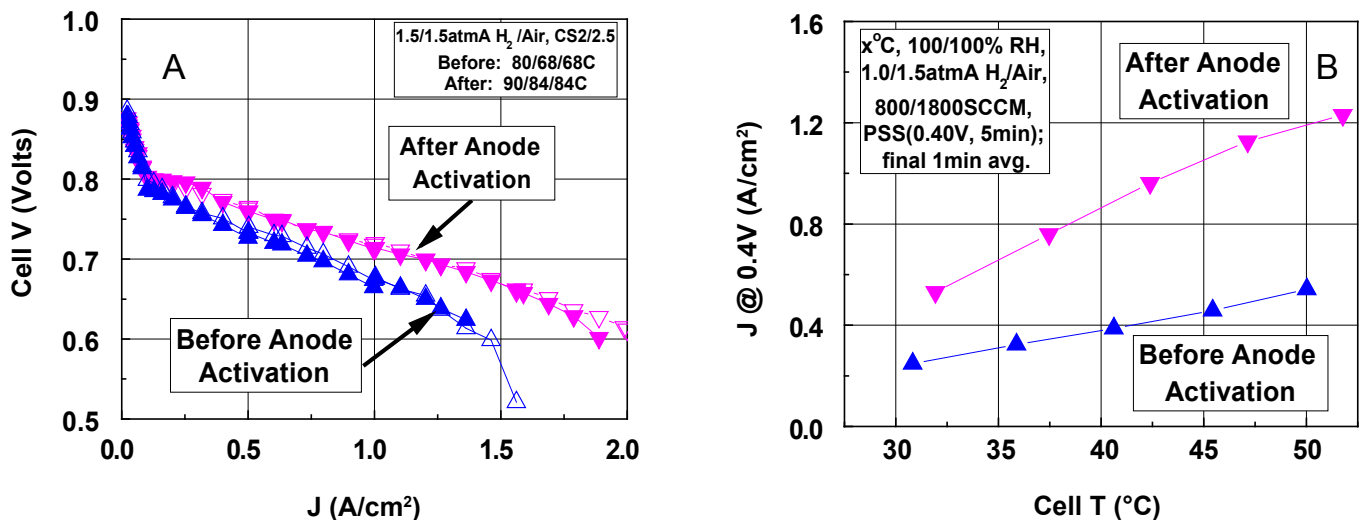 A
1.5/1.5atmA H2 /Air, CS2/2.5
Before: 80/68/68C
After: 90/84/84C
After Anode
Activation
Before Anode
Activation
Cell V (Volts)
1.0
0.9
0.8
0.7
0.6
0.5
0.0 0.5 1.0 1.5 2.0
J (A/cm²)
B
x°C, 100/100% RH,
1.0/1.5atmA H2/Air,
800/1800SCCM,
PSS(0.40V, 5min);
final 1min avg.
After Anode
Activation
Before Anode
Activation
J @ 0.4V (A/cm²)
1.6
1.2
0.8
0.4
0.0
30 35 40 45 50
Cell T (°C)